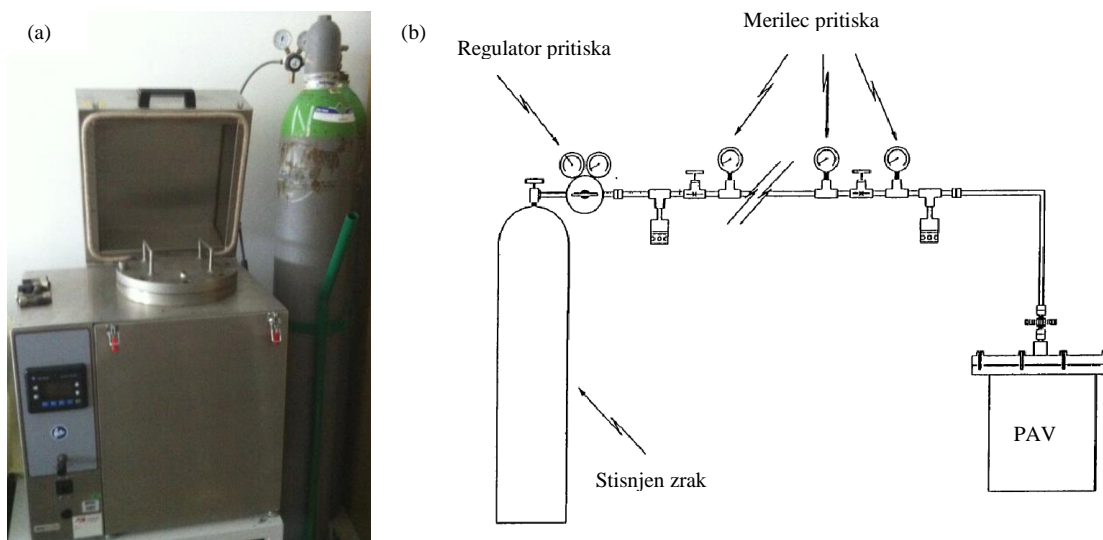 (a)
N
(b)
Merilec pritiska
Regulator pritiska
Stisnjen zrak
PAV